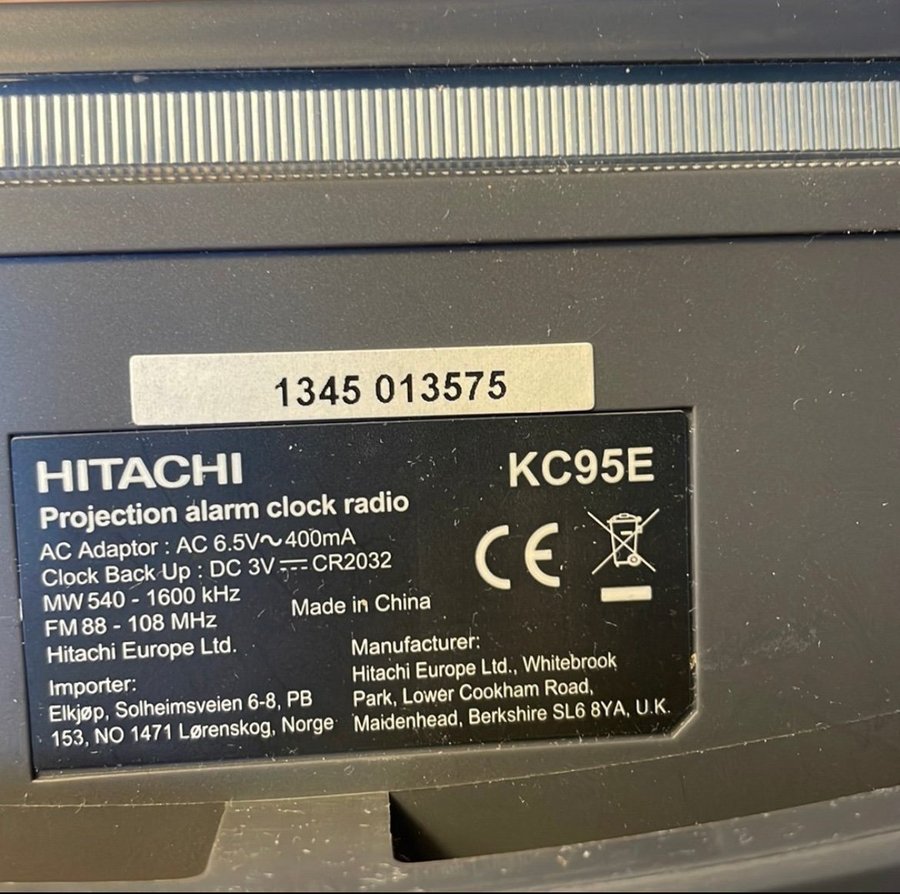 1345 013575
HITACHI
KC95E
Projection alarm clock radio
AC Adaptor : AC 6.5V~400mA
Clock Back Up : DC 3V⎓CR2032
MW 540 - 1600 kHz
FM 88 - 108 MHz
Hitachi Europe Ltd.
CE
Made in China
Importer:
Elkjøp, Solheimsveien 6-8, PB
153, NO 1471 Lørenskog, Norge
Manufacturer:
Hitachi Europe Ltd., Whitebrook
Park, Lower Cookham Road,
Maidenhead, Berkshire SL6 8YA, U.K.